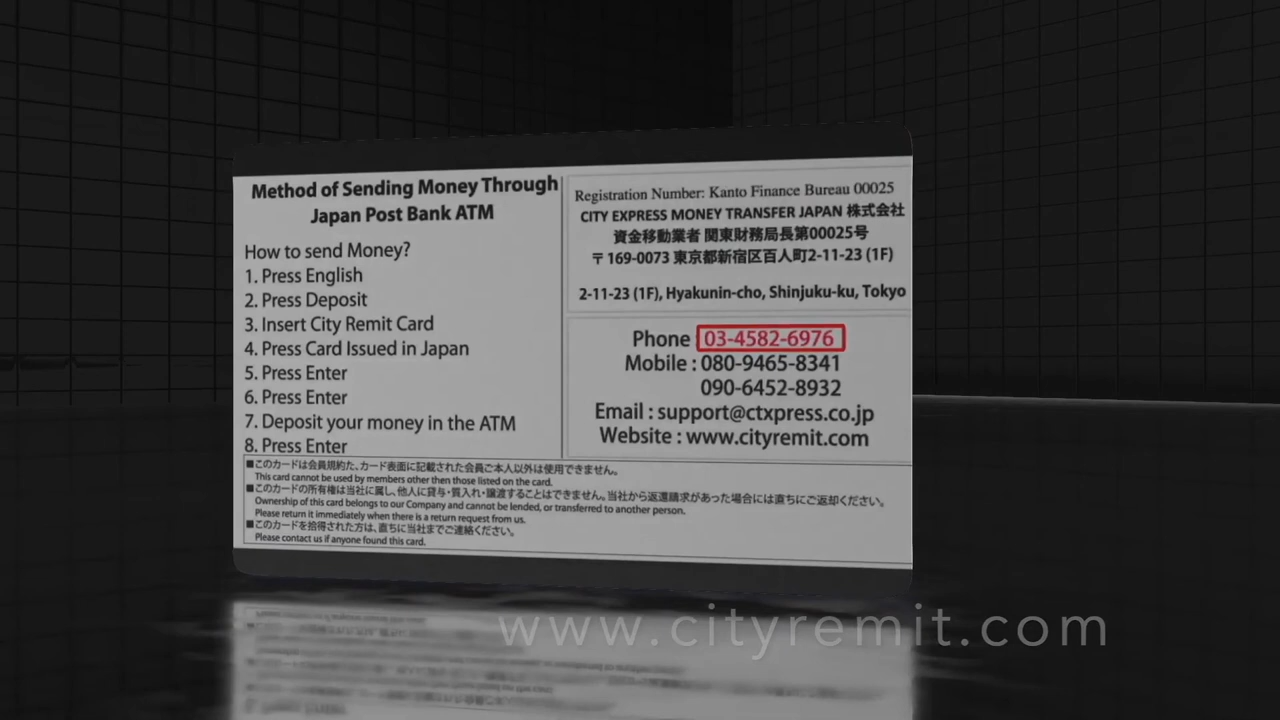 Method of Sending Money Through
Japan Post Bank ATM
How to send Money?
1. Press English
2. Press Deposit
3. Insert City Remit Card
4. Press Card Issued in Japan
5. Press Enter
6. Press Enter
7. Deposit your money in the ATM
8. Press Enter
Registration Number: Kanto Finance Bureau 00025
CITY EXPRESS MONEY TRANSFER JAPAN 株式会社
資金移動業者 関東財務局長第00025号
〒169-0073 東京都新宿区百人町2-11-23 (1F)
2-11-23 (1F), Hyakunin-cho, Shinjuku-ku, Tokyo
Phone : 03-4582-6976
Mobile : 080-9465-8341
090-6452-8932
Email : support@ctxpress.co.jp
Website : www.cityremit.com
■このカードは会員規約た、カード表面に記載された会員ご本人以外は使用できません。
This card cannot be used by members other then those listed on the card.
■このカードの所有権は当社に属し、他人に貸与・質入れ・譲渡することはできません。当社から返還請求があった場合には直ちにご返却ください。
Ownership of this card belongs to our Company and cannot be lended, or transferred to another person.
Please return it immediately when there is a return request from us.
■このカードを拾得された方は、直ちに当社までご連絡ください。
Please contact us if anyone found this card.
www.cityremit.com